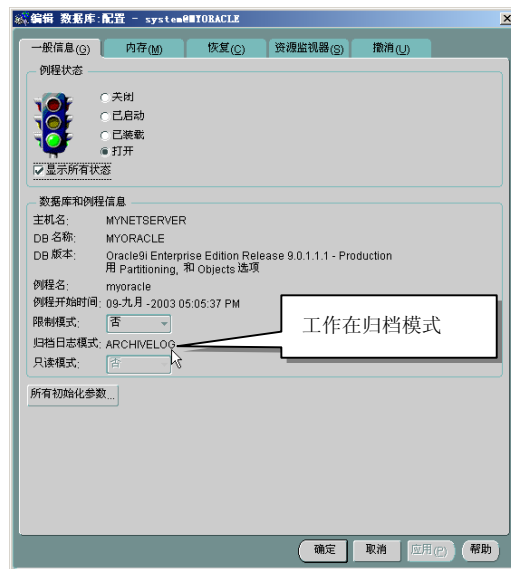 编辑 数据库:配置 - system@MYORACLE
一般信息(G) 内存(M) 恢复(C) 资源监视器(S) 撤消(U)
例程状态
关闭
已启动
已装载
打开
显示所有状态
数据库和例程信息
主机名: MYNETSERVER
DB 名称: MYORACLE
DB 版本: Oracle9i Enterprise Edition Release 9.0.1.1.1 - Production
用 Partitioning, 和 Objects 选项
例程名: myoracle
例程开始时间: 09-九月 -2003 05:05:37 PM
限制模式: 否
工作在归档模式
归档日志模式: ARCHIVELOG
只读模式: 否
所有初始化参数...
确定 取消 应用(P) 帮助